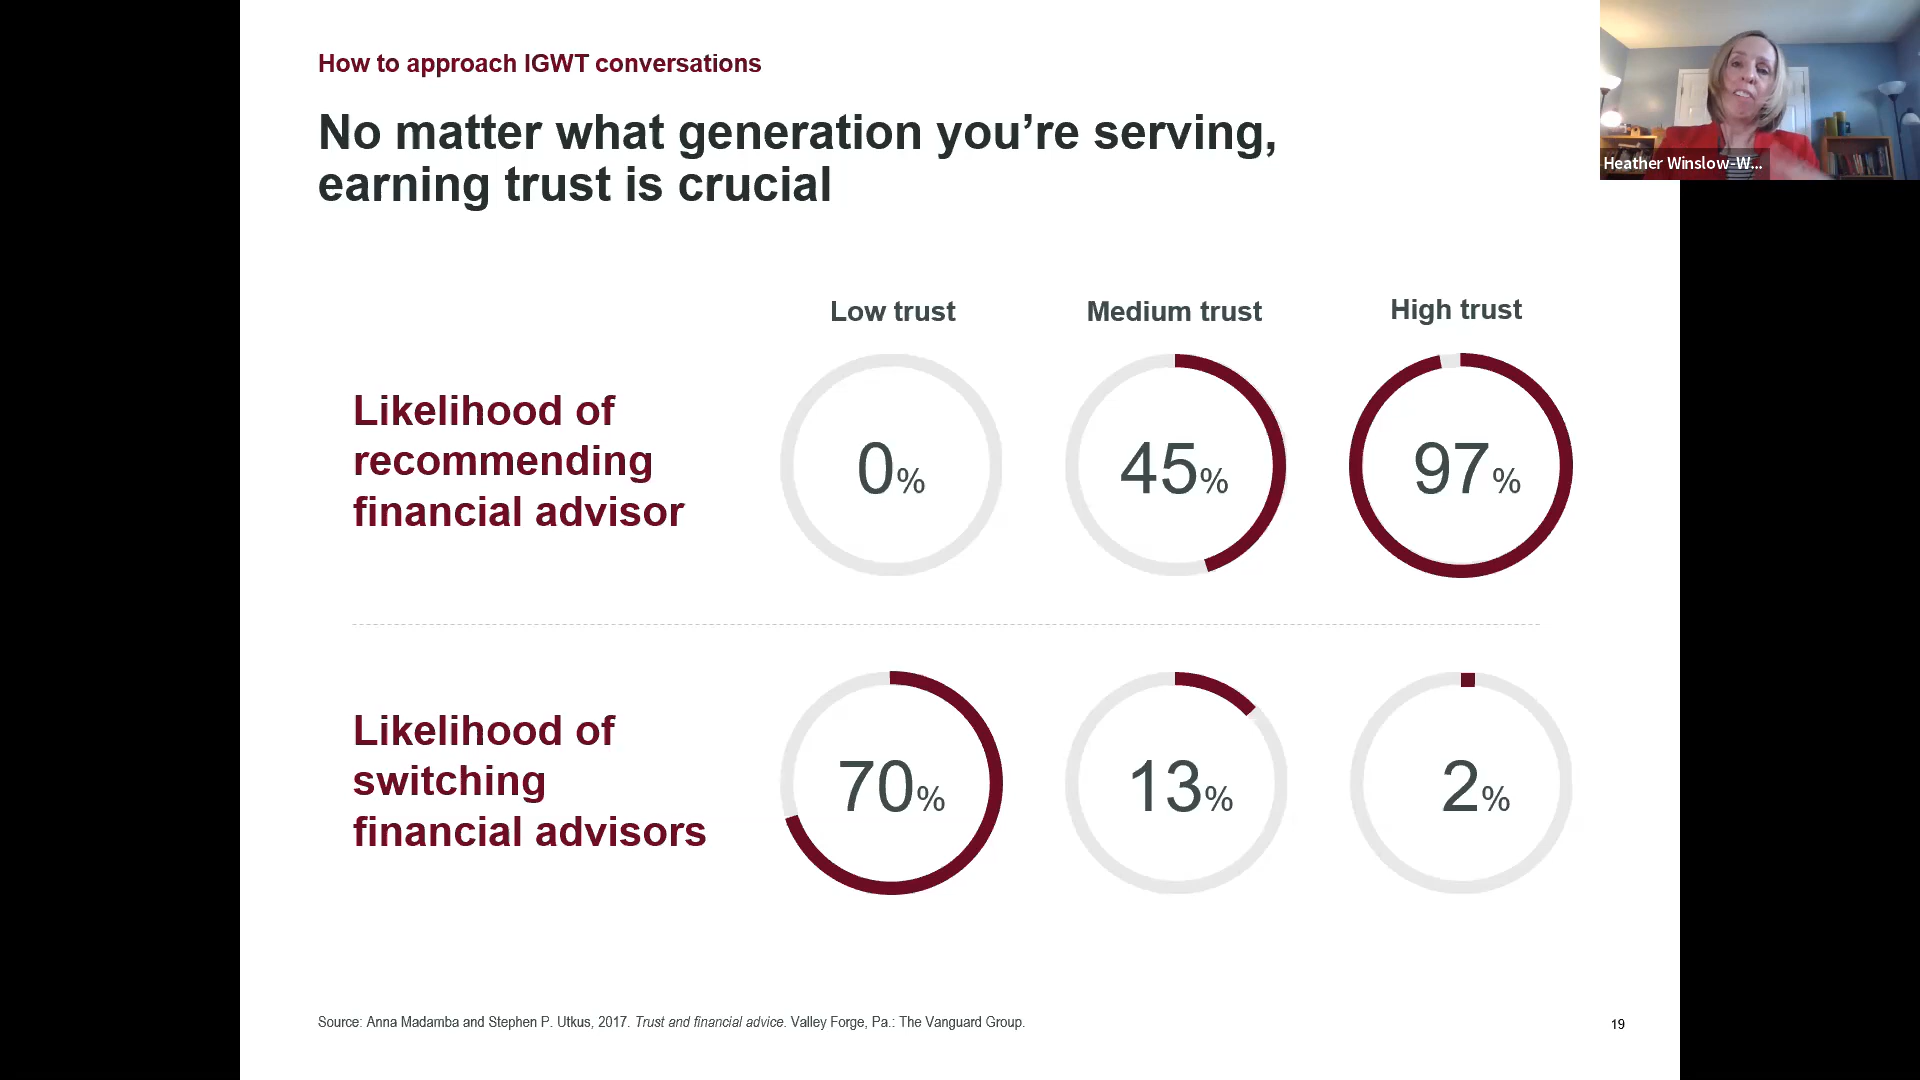 How to approach IGWT conversations
No matter what generation you’re serving,
earning trust is crucial
Heather Winslow-W...
Low trust
Medium trust
High trust
Likelihood of
recommending
financial advisor
0%
45%
97%
Likelihood of
switching
financial advisors
70%
13%
2%
Source: Anna Madamba and Stephen P. Utkus, 2017. Trust and financial advice. Valley Forge, Pa.: The Vanguard Group.
19